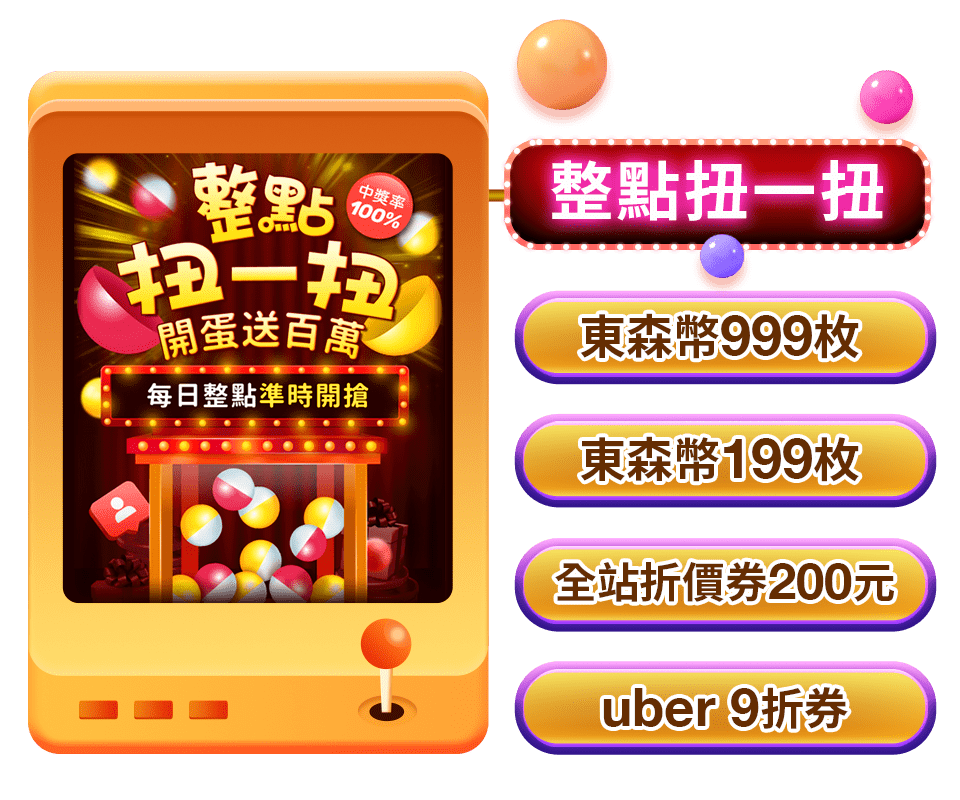 整點
中獎率
100%
扭一扭
開蛋送百萬
每日整點準時開搶
整點扭一扭
東森幣999枚
東森幣199枚
全站折價券200元
uber 9折券